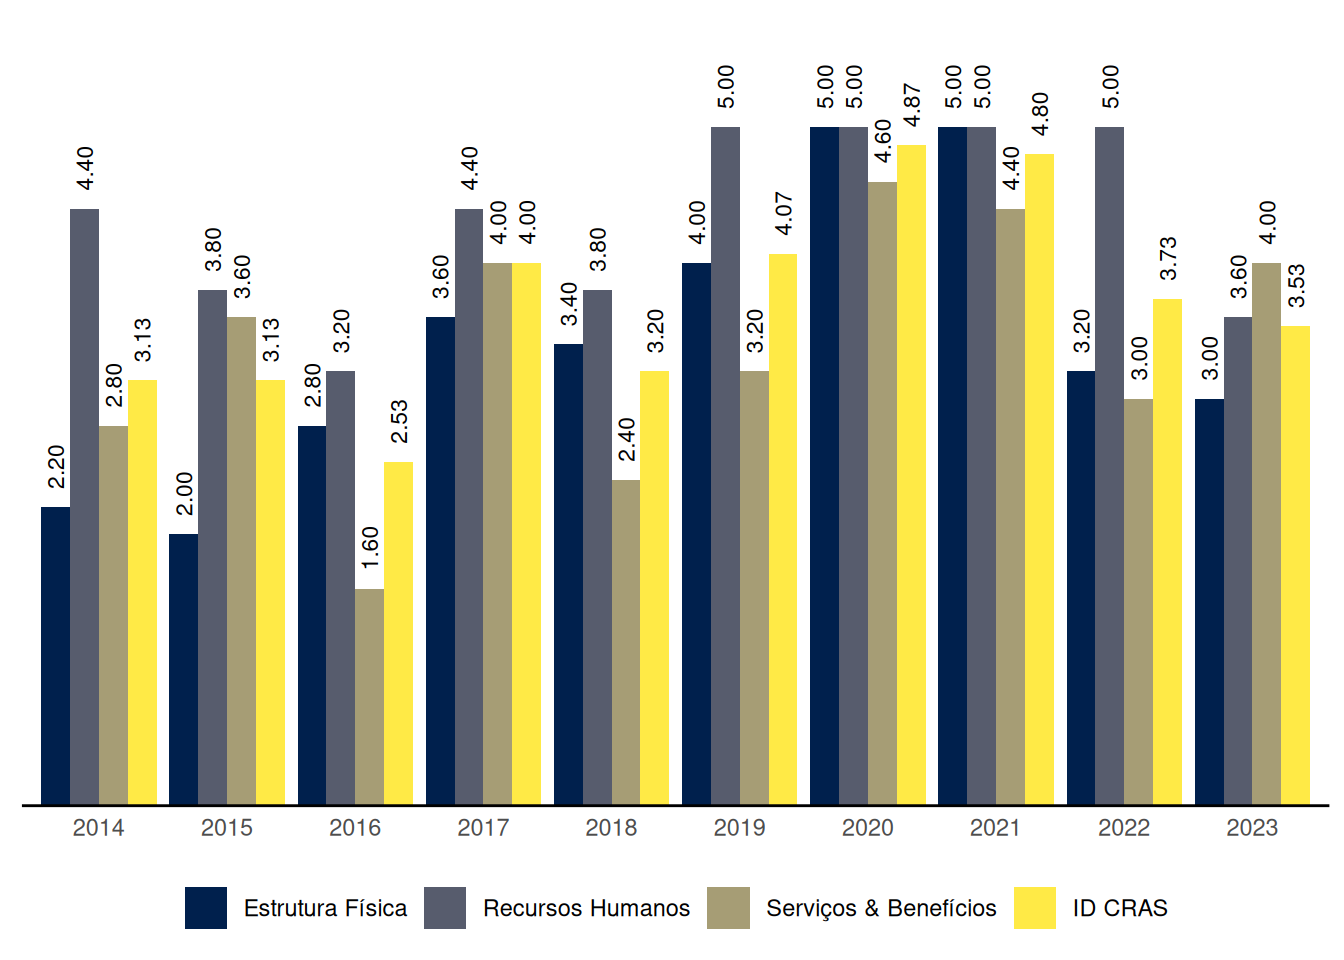 2.20 4.40 2.80 3.13
2.00 3.80 3.60 3.13
2.80 3.20 1.60 2.53
3.60 4.40 4.00 4.00
3.40 3.80 2.40 3.20
4.00 5.00 3.20 4.07
5.00 5.00 4.60 4.87
5.00 5.00 4.40 4.80
3.20 5.00 3.00 3.73
3.00 3.60 4.00 3.53
2014 2015 2016 2017 2018 2019 2020 2021 2022 2023
Estrutura Física Recursos Humanos Serviços & Benefícios ID CRAS